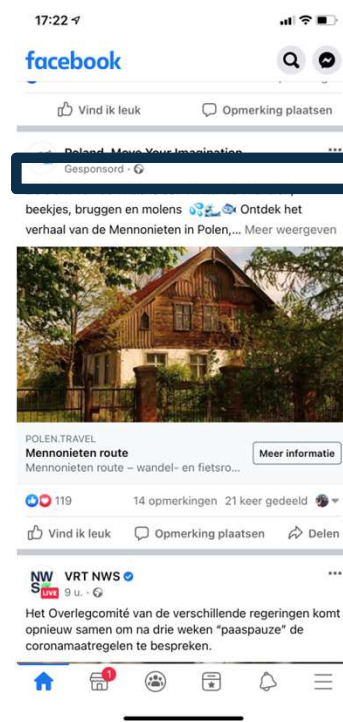 17:22
facebook
Vind ik leuk
Opmerking plaatsen
Poland. Move Your Imagination
Gesponsord ·
beekjes, bruggen en molens 💦🌊🐟 Ontdek het
verhaal van de Mennonieten in Polen,... Meer weergeven
POLEN.TRAVEL
Mennonieten route
Mennonieten route – wandel- en fietsro...
Meer informatie
119
14 opmerkingen 21 keer gedeeld
Vind ik leuk
Opmerking plaatsen
Delen
NWS LIVE
VRT NWS
9 u. ·
Het Overlegcomité van de verschillende regeringen komt
opnieuw samen om na drie weken “paaspauze” de
coronamaatregelen te bespreken.
1